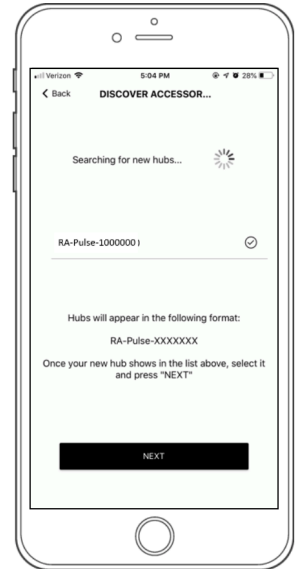 Verizon 5:04 PM 28%
Back DISCOVER ACCESSOR...
Searching for new hubs...
RA-Pulse-1000000)
Hubs will appear in the following format:
RA-Pulse-XXXXXXX
Once your new hub shows in the list above, select it
and press "NEXT"
NEXT